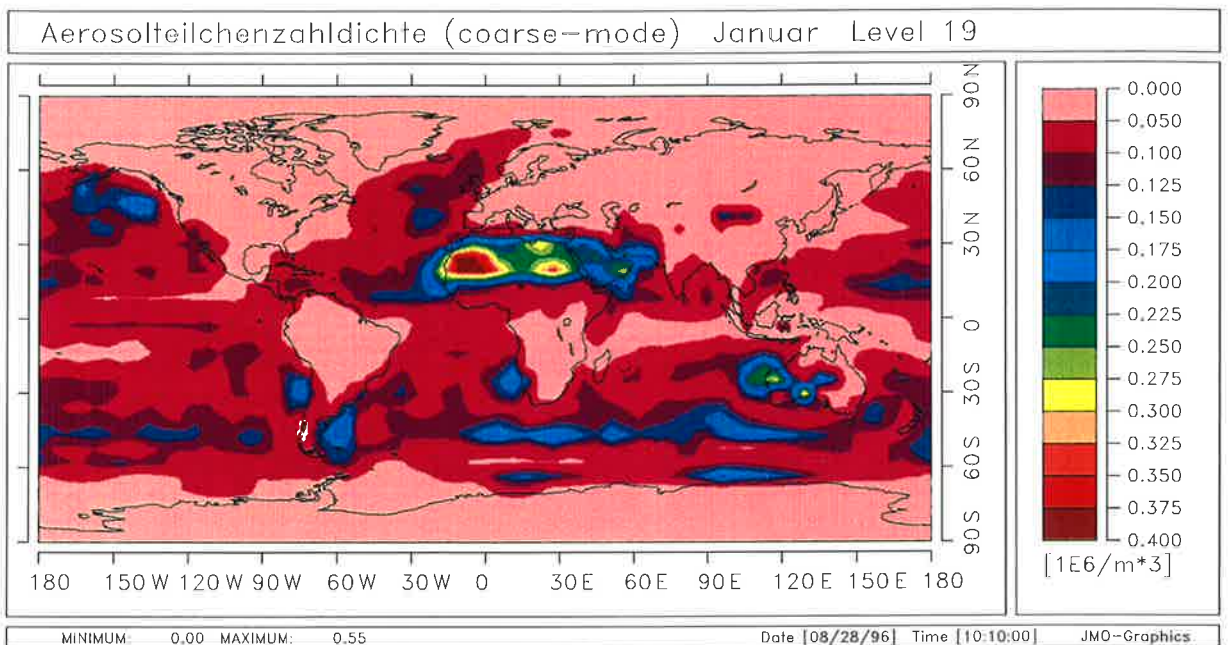 Aerosolteilchenzahldichte (coarse-mode) Januar Level 19
90N
60N
30N
0
30S
60S
90S
180 150W 120W 90W 60W 30W 0 30E 60E 90E 120E 150E 180
0.000
0.050
0.100
0.125
0.150
0.175
0.200
0.225
0.250
0.275
0.300
0.325
0.350
0.375
0.400
[1E6/m*3]
MINIMUM: 0.00 MAXIMUM: 0.55 Date [08/28/96] Time [10:10:00] JMO-Graphics